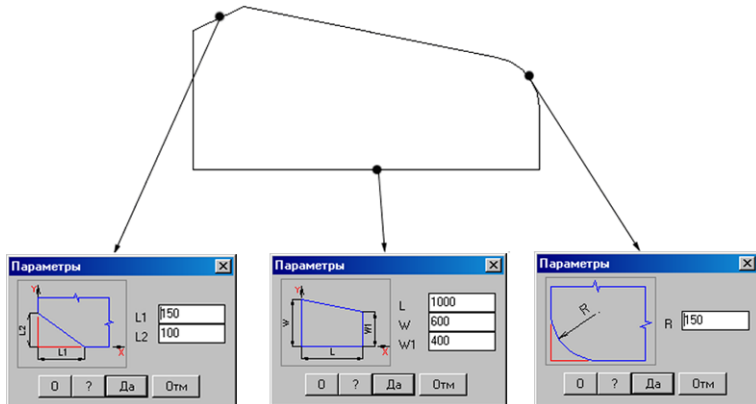 Параметры
Y
L2
L1
X
L1 150
L2 100
O ? Да Отм
Параметры
Y
W
W1
L
X
L 1000
W 600
W1 400
O ? Да Отм
Параметры
R
R 150
O ? Да Отм